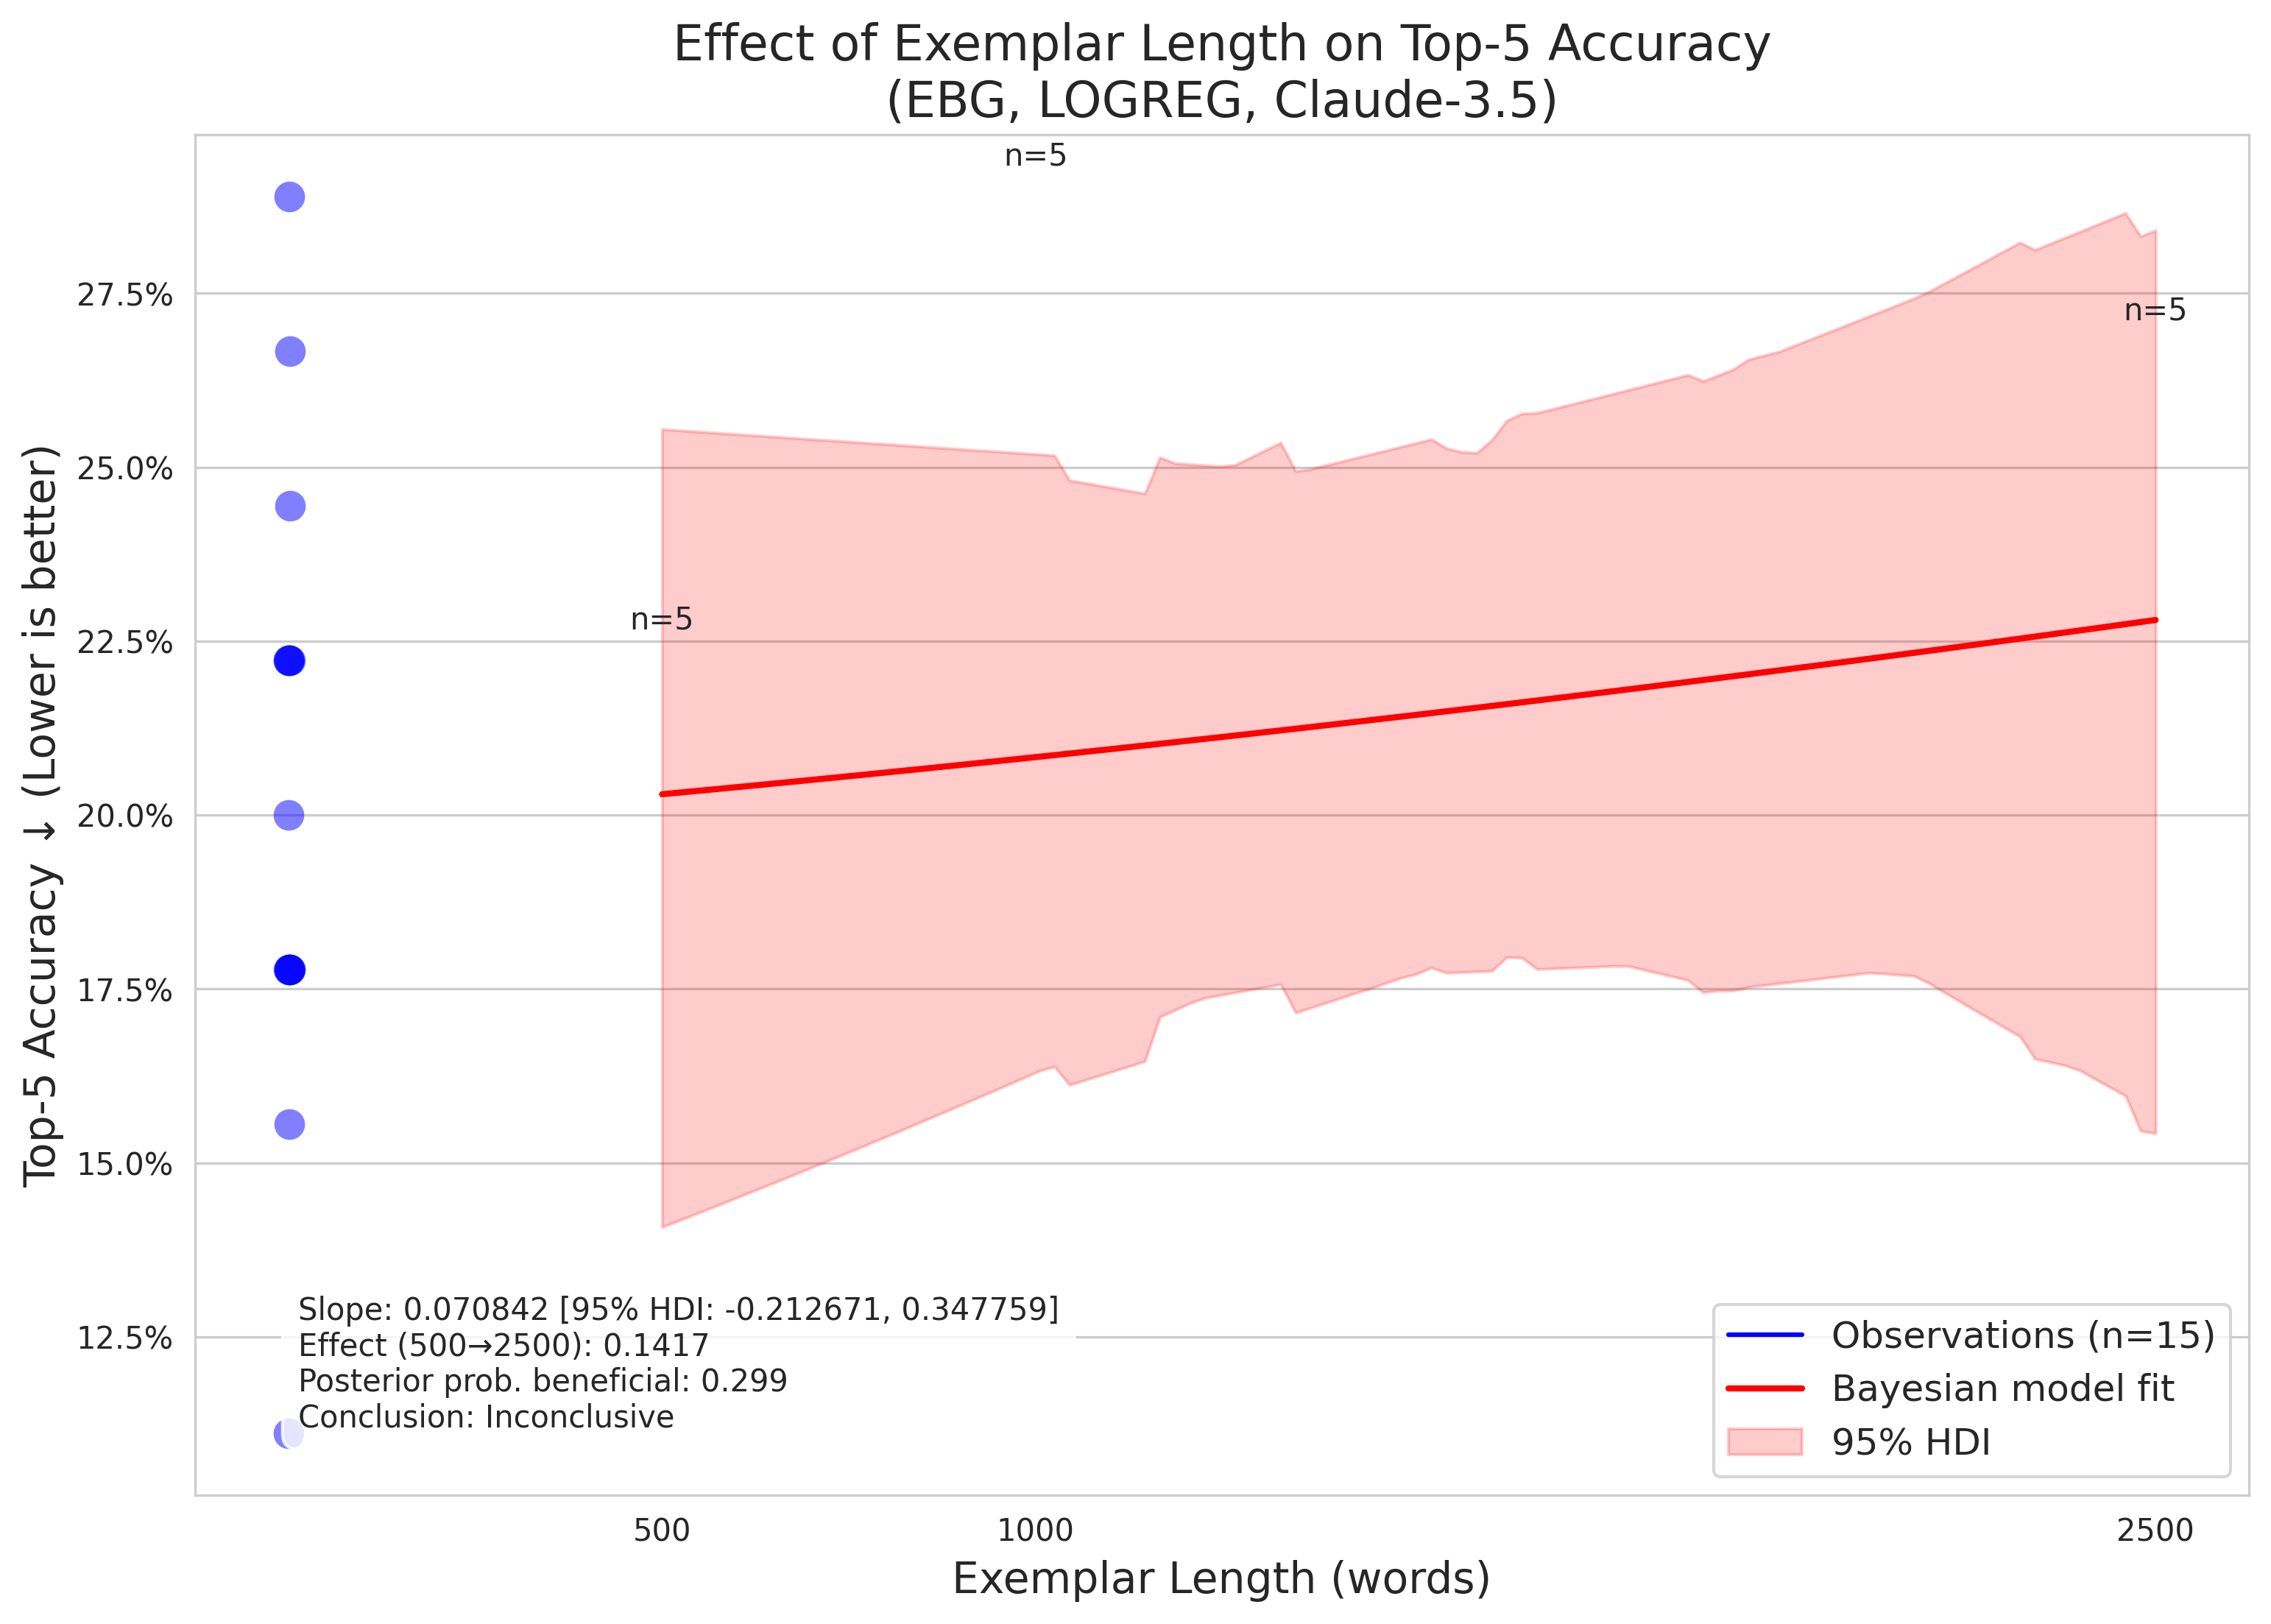 Effect of Exemplar Length on Top-5 Accuracy
(EBG, LOGREG, Claude-3.5)
Top-5 Accuracy ↓ (Lower is better)
27.5%
25.0%
22.5%
20.0%
17.5%
15.0%
12.5%
n=5
n=5
n=5
Slope: 0.070842 [95% HDI: -0.212671, 0.347759]
Effect (500→2500): 0.1417
Posterior prob. beneficial: 0.299
Conclusion: Inconclusive
Observations (n=15)
Bayesian model fit
95% HDI
500
1000
2500
Exemplar Length (words)